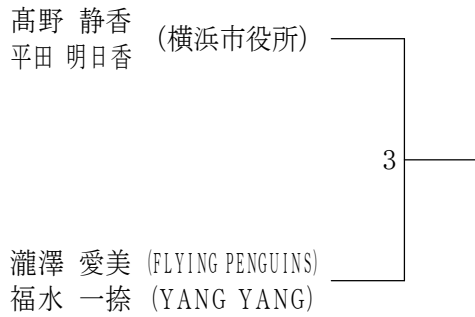 髙野 静香
平田 明日香
(横浜市役所)
3
瀧澤 愛美 (FLYING PENGUINS)
福水 一捺 (YANG YANG)